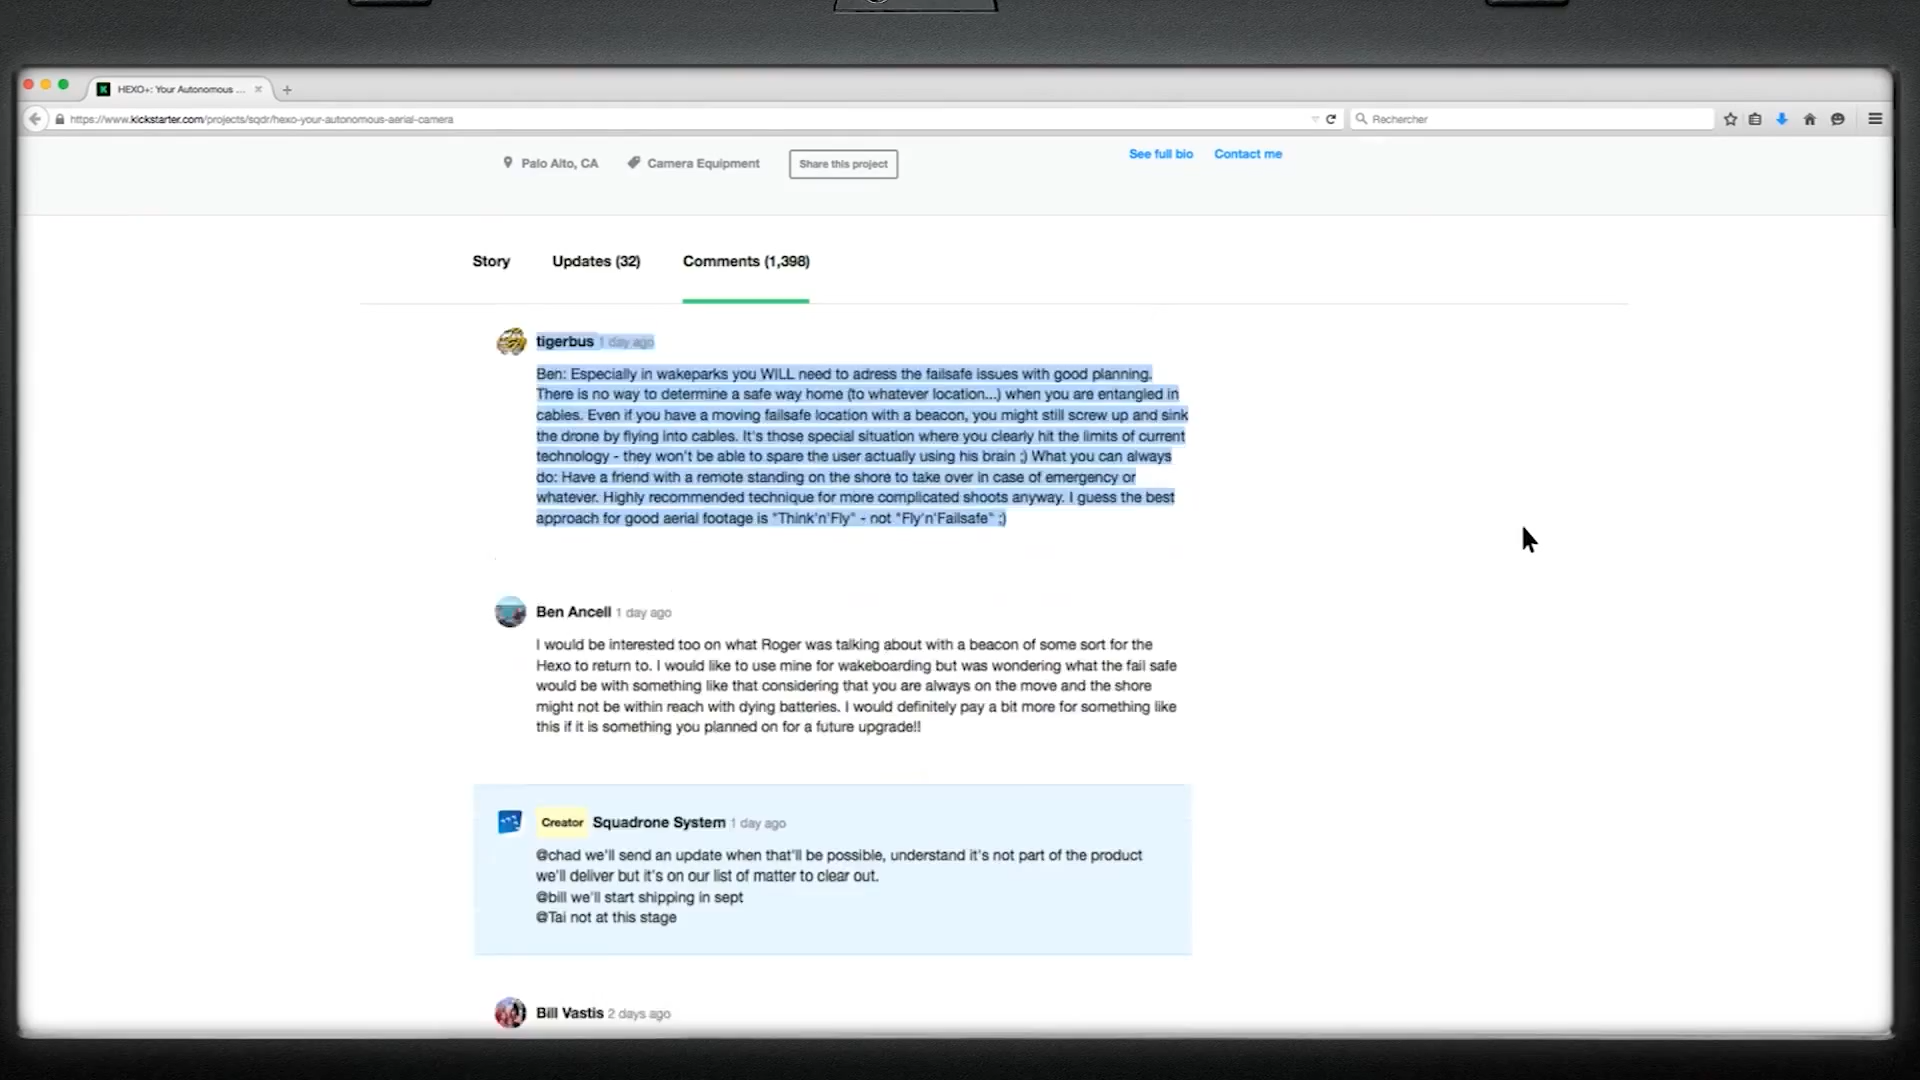 HEXO+: Your Autonomous ...
https://www.kickstarter.com/projects/sqdr/hexo-your-autonomous-aerial-camera
Rechercher
Palo Alto, CA
Camera Equipment
Share this project
See full bio
Contact me
Story
Updates (32)
Comments (1,398)
tigerbus 1 day ago
Ben: Especially in wakeparks you WILL need to adress the failsafe issues with good planning.
There is no way to determine a safe way home (to whatever location...) when you are entangled in
cables. Even if you have a moving failsafe location with a beacon, you might still screw up and sink
the drone by flying into cables. It's those special situation where you clearly hit the limits of current
technology - they won't be able to spare the user actually using his brain ;) What you can always
do: Have a friend with a remote standing on the shore to take over in case of emergency or
whatever. Highly recommended technique for more complicated shoots anyway. I guess the best
approach for good aerial footage is "Think'n'Fly" - not "Fly'n'Failsafe" ;)
Ben Ancell 1 day ago
I would be interested too on what Roger was talking about with a beacon of some sort for the
Hexo to return to. I would like to use mine for wakeboarding but was wondering what the fail safe
would be with something like that considering that you are always on the move and the shore
might not be within reach with dying batteries. I would definitely pay a bit more for something like
this if it is something you planned on for a future upgrade!!
Creator Squadrone System 1 day ago
@chad we'll send an update when that'll be possible, understand it's not part of the product
we'll deliver but it's on our list of matter to clear out.
@bill we'll start shipping in sept
@Tai not at this stage
Bill Vastis 2 days ago